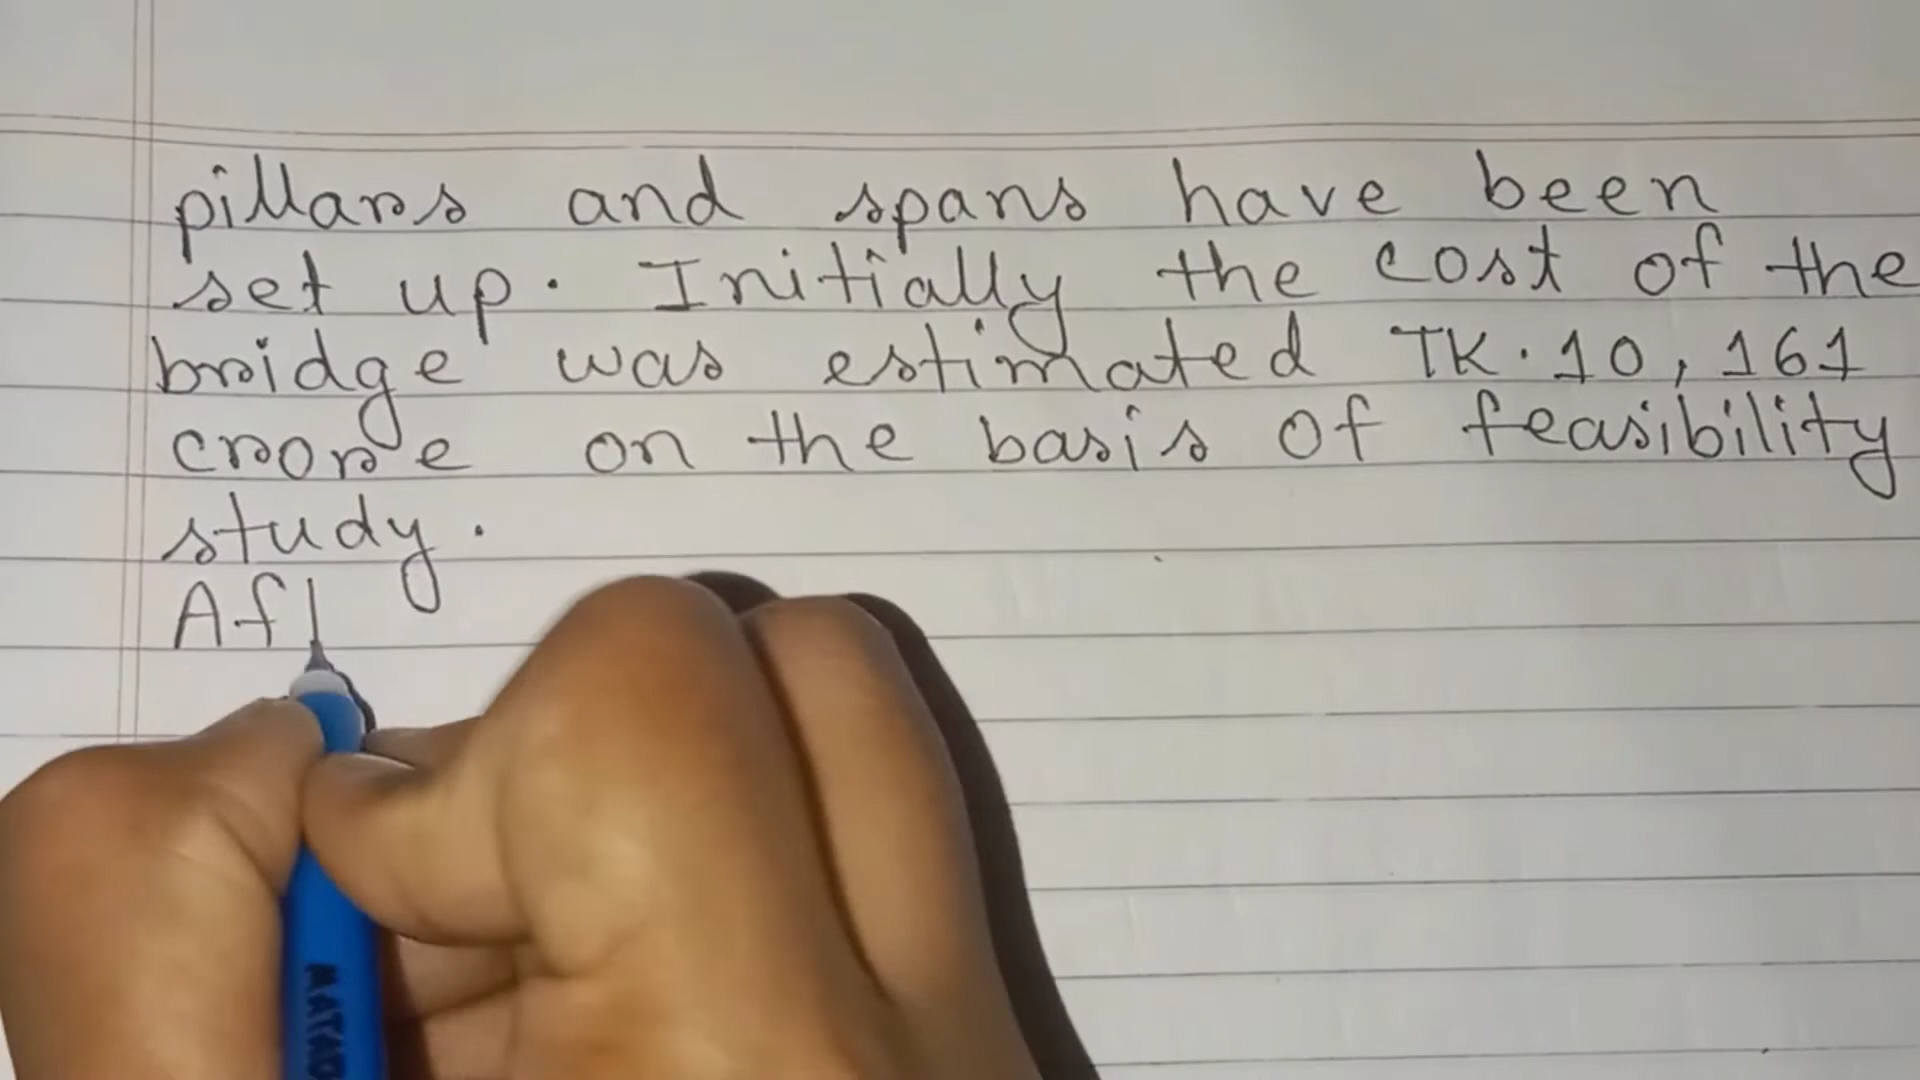 pillars and spans have been
set up. Initially the cost of the
bridge was estimated TK. 10, 161
crore on the basis of feasibility
study.
Af
MATADO